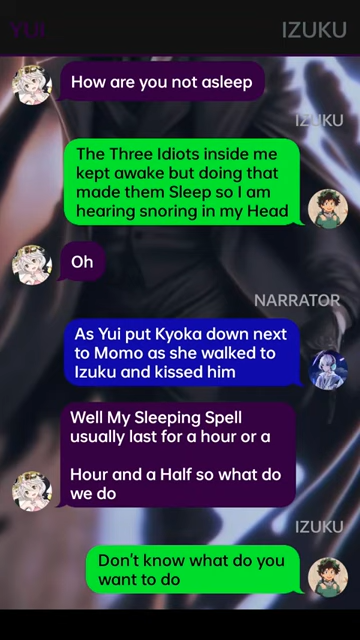 YUI
IZUKU
How are you not asleep
IZUKU
The Three Idiots inside me
kept awake but doing that
made them Sleep so I am
hearing snoring in my Head
Oh
NARRATOR
As Yui put Kyoka down next
to Momo as she walked to
Izuku and kissed him
Well My Sleeping Spell
usually last for a hour or a
Hour and a Half so what do
we do
IZUKU
Don't know what do you
want to do